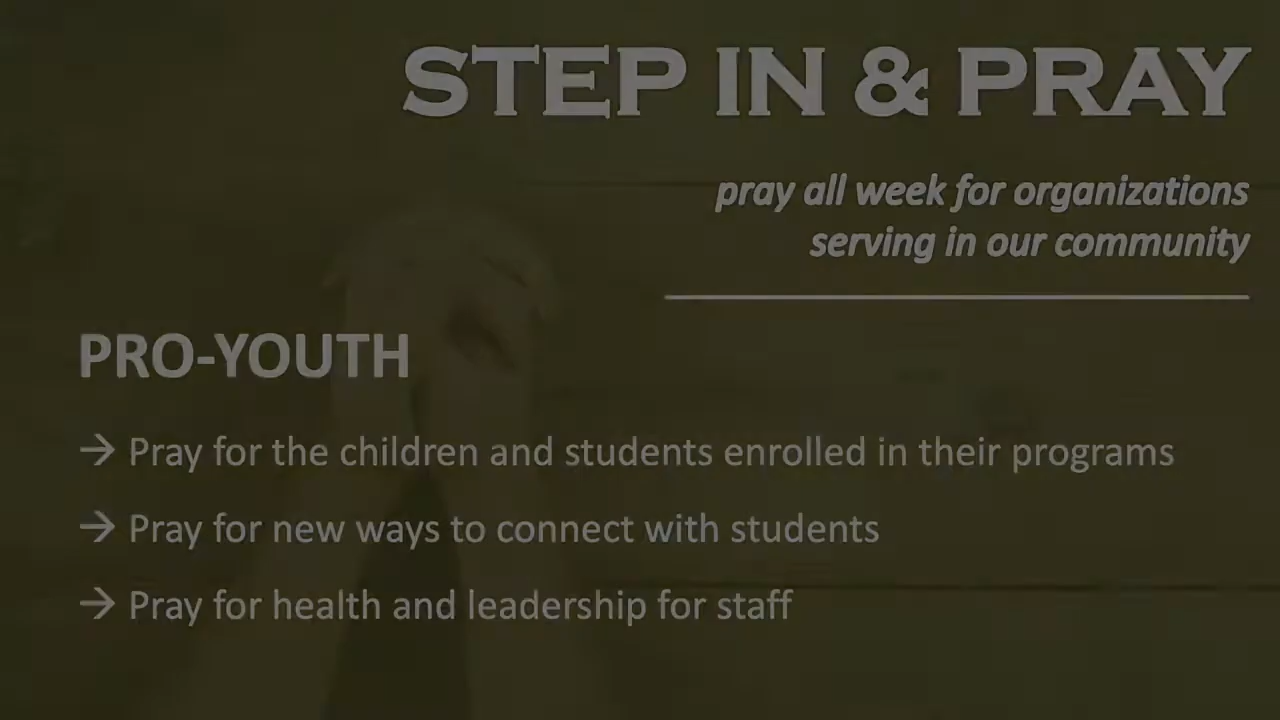 STEP IN & PRAY
pray all week for organizations
serving in our community
PRO-YOUTH
→ Pray for the children and students enrolled in their programs
→ Pray for new ways to connect with students
→ Pray for health and leadership for staff